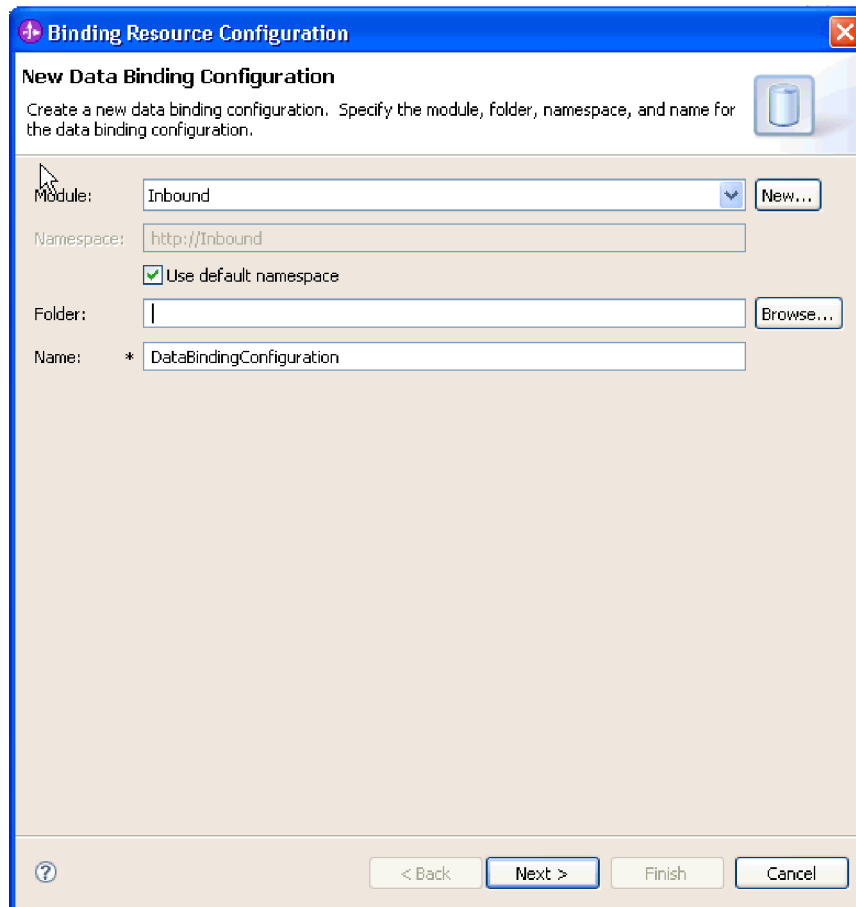 Binding Resource Configuration
New Data Binding Configuration
Create a new data binding configuration. Specify the module, folder, namespace, and name for
the data binding configuration.
Module: Inbound New...
Namespace: http://Inbound
Use default namespace
Folder: Browse...
Name: * DataBindingConfiguration
? < Back Next > Finish Cancel